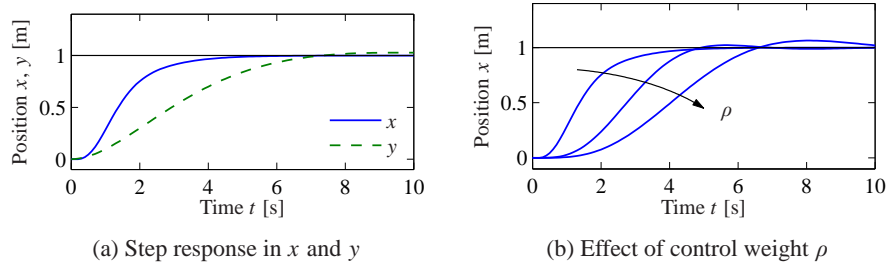 Position x, y [m]
1
0.5
0
x
y
0 2 4 6 8 10
Time t [s]
(a) Step response in x and y
Position x [m]
1
0.5
0
ρ
0 2 4 6 8 10
Time t [s]
(b) Effect of control weight ρ